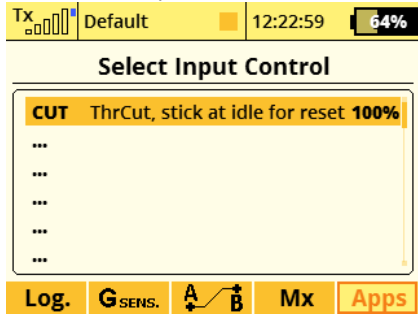 Tx Default 12:22:59 64%
Select Input Control
CUT ThrCut, stick at idle for reset 100%
...
...
...
...
...
Log. G SENS. A B Mx Apps